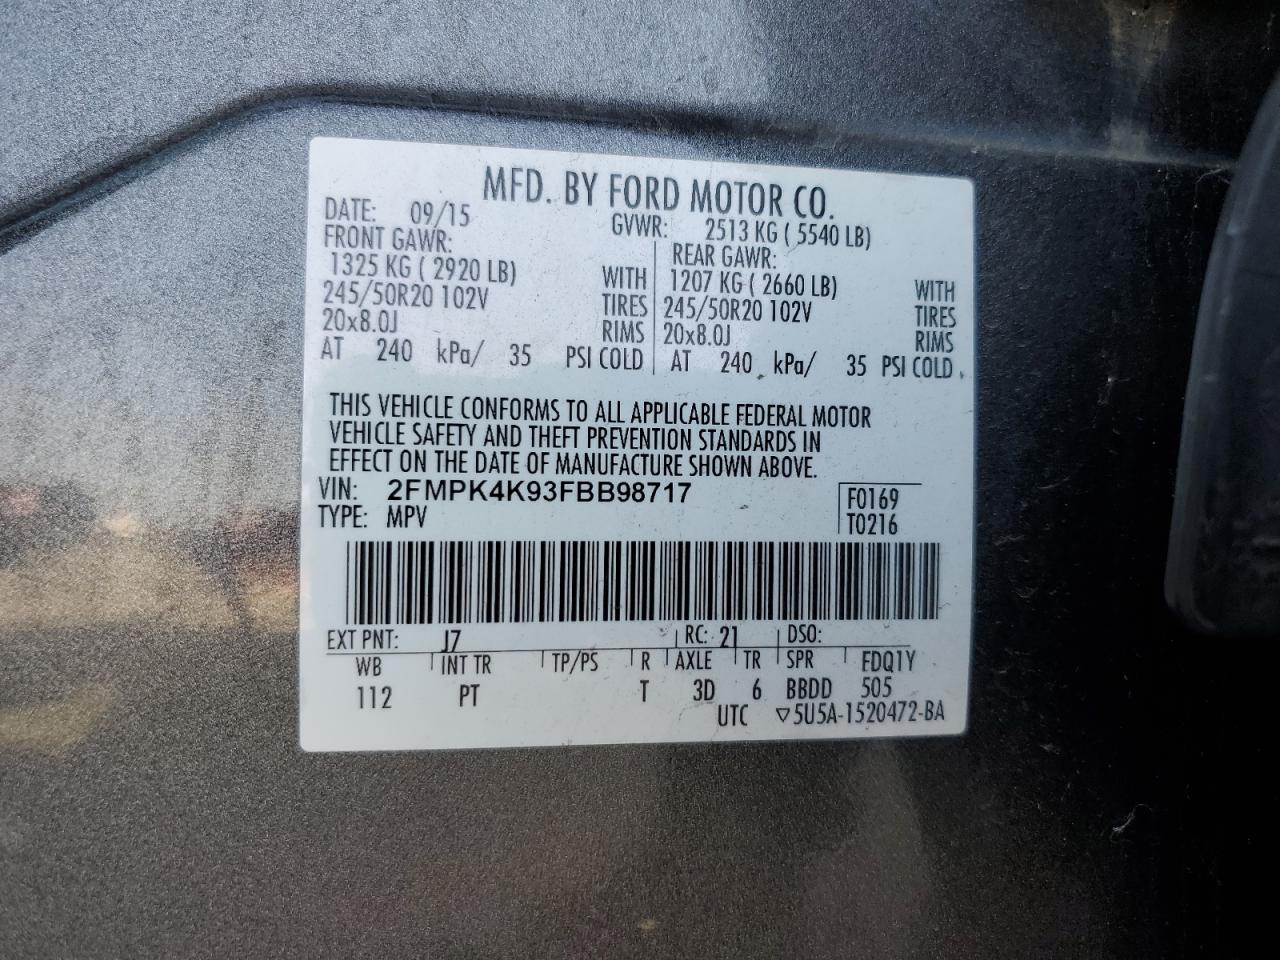 MFD. BY FORD MOTOR CO.
DATE: 09/15 GVWR: 2513 KG ( 5540 LB)
FRONT GAWR: REAR GAWR:
1325 KG ( 2920 LB) WITH 1207 KG ( 2660 LB) WITH
245/50R20 102V TIRES 245/50R20 102V TIRES
20x8.0J RIMS 20x8.0J RIMS
AT 240 kPa/ 35 PSI COLD AT 240 kPa/ 35 PSI COLD
THIS VEHICLE CONFORMS TO ALL APPLICABLE FEDERAL MOTOR
VEHICLE SAFETY AND THEFT PREVENTION STANDARDS IN
EFFECT ON THE DATE OF MANUFACTURE SHOWN ABOVE.
VIN: 2FMPK4K93FBB98717 F0169
TYPE: MPV T0216
EXT PNT: J7 RC: 21 DSO:
WB INT TR TP/PS R AXLE TR SPR FDQ1Y
112 PT T 3D 6 BBDD 505
UTC ▽5U5A-1520472-BA